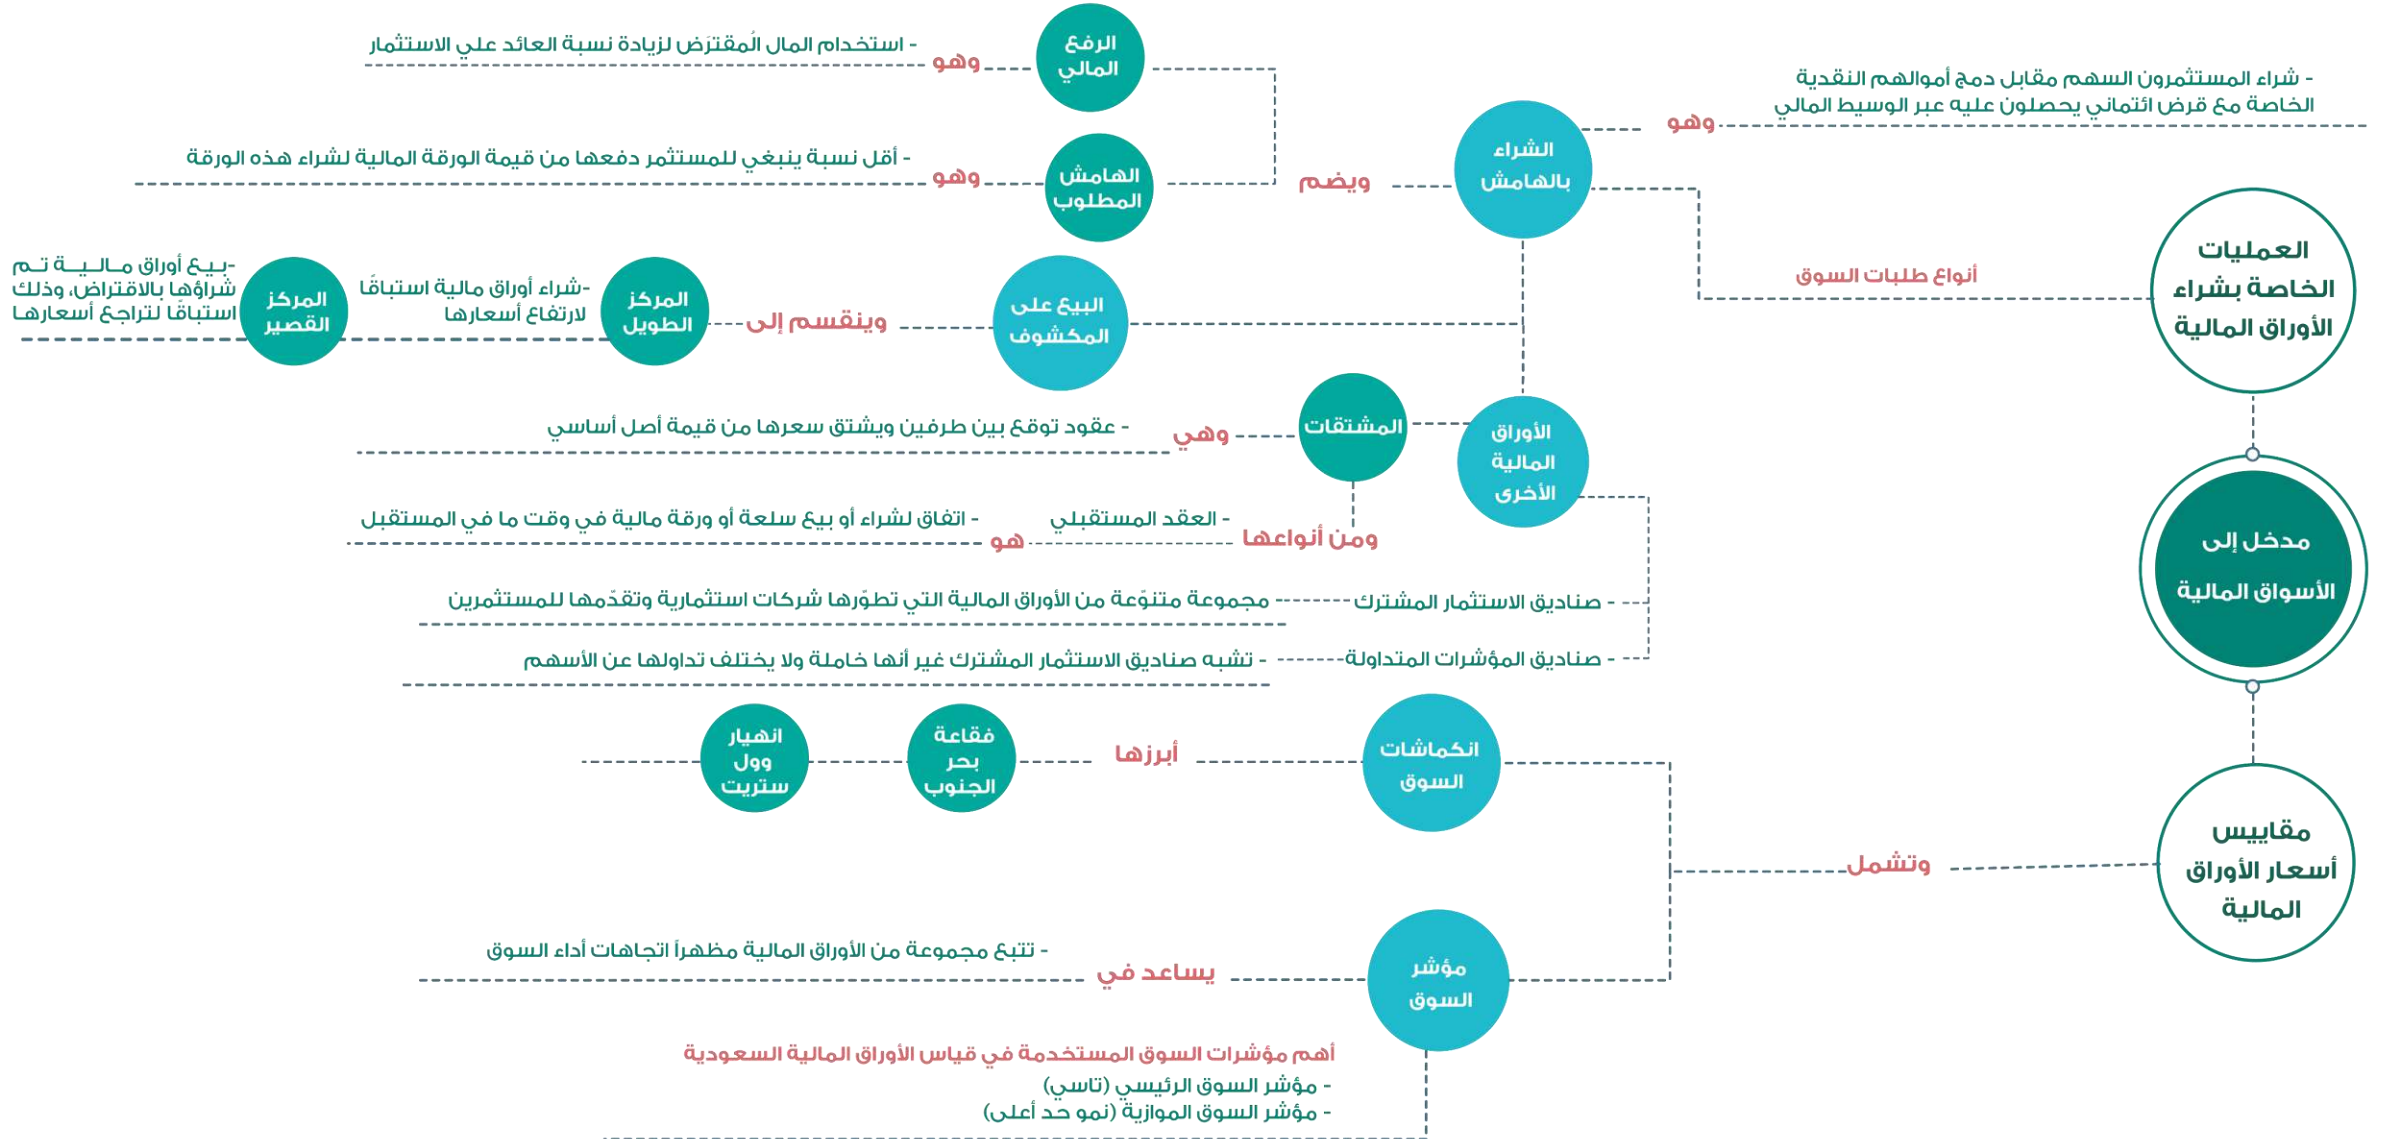 مدخل إلى
الأسواق المالية
العمليات
الخاصة بشراء
الأوراق المالية
أنواع طلبات السوق
الشراء
بالهامش
وهو
- شراء المستثمرون السهم مقابل دمج أموالهم النقدية
الخاصة مع قرض ائتماني يحصلون عليه عبر الوسيط المالي
ويضم
الرفع
المالي
وهو
- استخدام المال المُقترَض لزيادة نسبة العائد علي الاستثمار
الهامش
المطلوب
وهو
- أقل نسبة ينبغي للمستثمر دفعها من قيمة الورقة المالية لشراء هذه الورقة
البيع على
المكشوف
وينقسم إلى
المركز
الطويل
-شراء أوراق مالية استباقًا
لارتفاع أسعارها
المركز
القصير
-بـيـع أوراق مـالـيـة تـم
شراؤها بالاقتراض، وذلك
استباقًا لتراجع أسعارها
الأوراق
المالية
الأخرى
المشتقات
وهي
- عقود توقع بين طرفين ويشتق سعرها من قيمة أصل أساسي
ومن أنواعها
- العقد المستقبلي
هو
- اتفاق لشراء أو بيع سلعة أو ورقة مالية في وقت ما في المستقبل
- صناديق الاستثمار المشترك
- مجموعة متنوّعة من الأوراق المالية التي تطوّرها شركات استثمارية وتقدّمها للمستثمرين
- صناديق المؤشرات المتداولة
- تشبه صناديق الاستثمار المشترك غير أنها خاملة ولا يختلف تداولها عن الأسهم
مقاييس
أسعار الأوراق
المالية
وتشمل
انكماشات
السوق
أبرزها
فقاعة
بحر
الجنوب
انهيار
وول
ستريت
مؤشر
السوق
يساعد في
- تتبع مجموعة من الأوراق المالية مظهراً اتجاهات أداء السوق
أهم مؤشرات السوق المستخدمة في قياس الأوراق المالية السعودية
- مؤشر السوق الرئيسي (تاسي)
- مؤشر السوق الموازية (نمو حد أعلى)